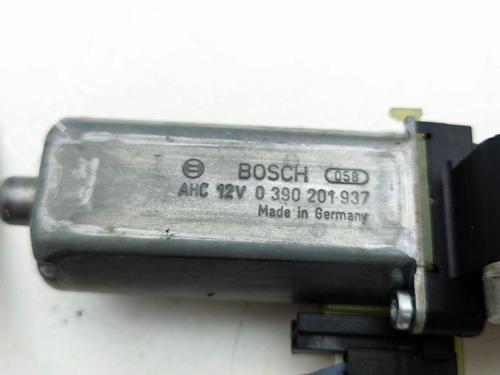 BOSCH 058
AHC 12V 0 390 201 937
Made in Germany